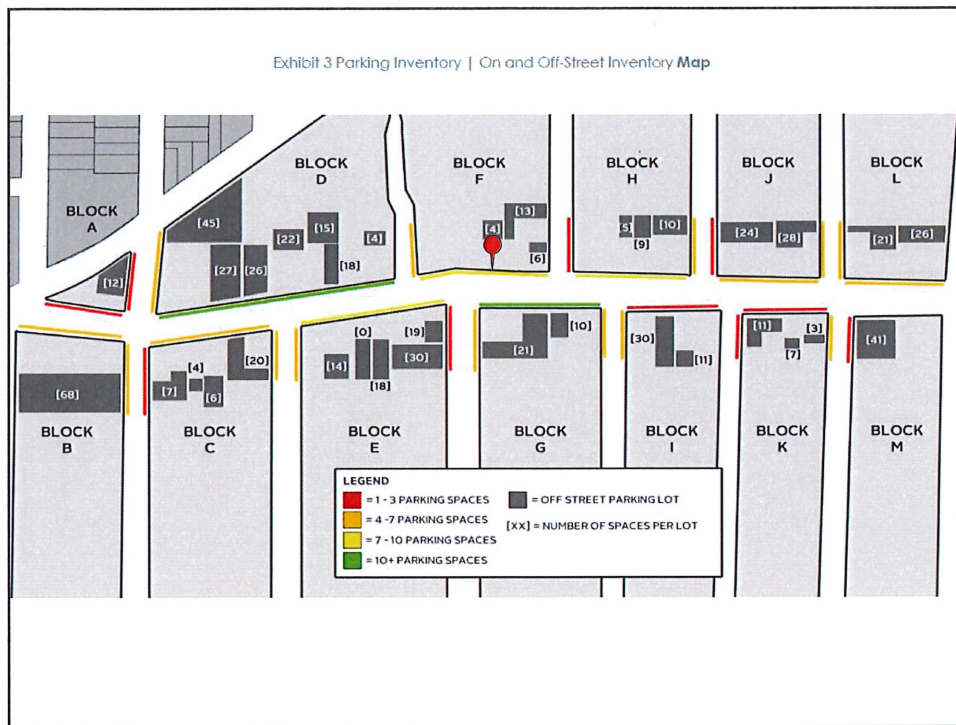 Exhibit 3 Parking Inventory | On and Off-Street Inventory Map
BLOCK
A
[12]
BLOCK
D
[45]
[27]
[26]
[22]
[15]
[18]
[4]
BLOCK
F
[4]
[13]
[6]
BLOCK
H
[5]
[9]
[10]
BLOCK
J
[24]
[28]
BLOCK
L
[21]
[26]
[68]
BLOCK
B
[7]
[4]
[6]
[20]
BLOCK
C
[14]
[0]
[18]
[19]
[30]
BLOCK
E
[21]
[10]
BLOCK
G
[30]
[11]
BLOCK
I
[11]
[7]
[3]
BLOCK
K
[41]
BLOCK
M
LEGEND
= 1 - 3 PARKING SPACES
= 4 -7 PARKING SPACES
= 7 - 10 PARKING SPACES
= 10+ PARKING SPACES
= OFF STREET PARKING LOT
[XX] = NUMBER OF SPACES PER LOT